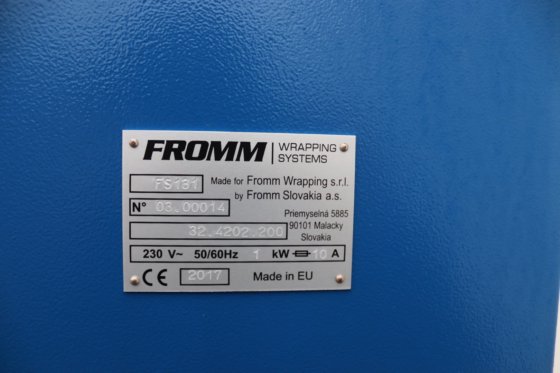 FROMM WRAPPING SYSTEMS
FS131 Made for Fromm Wrapping s.r.l.
by Fromm Slovakia a.s.
N° 03.00014 Priemyselná 5885
32.4202.200 90101 Malacky
Slovakia
230 V~ 50/60Hz 1 kW 10 A
CE 2017 Made in EU